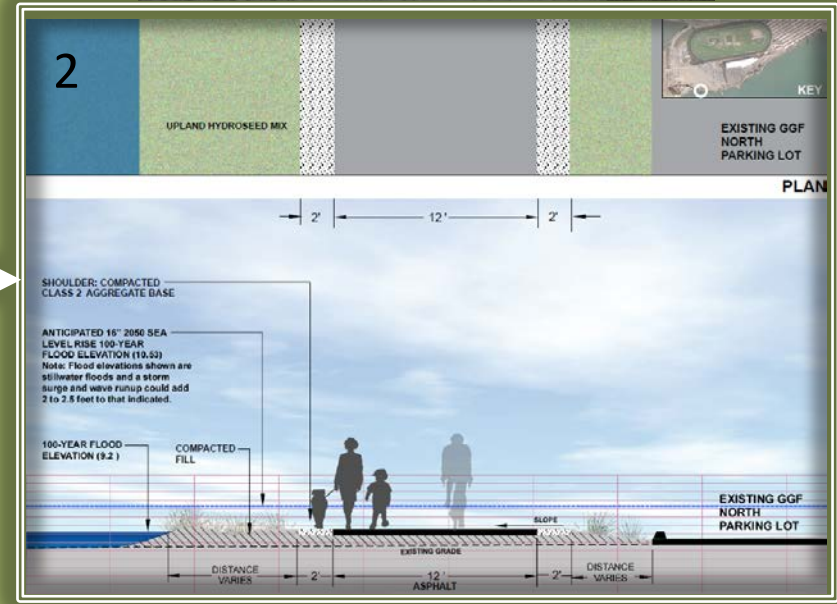 2
UPLAND HYDROSEED MIX
KEY
EXISTING GGF
NORTH
PARKING LOT
PLAN
2'
12'
2'
SHOULDER: COMPACTED
CLASS 2 AGGREGATE BASE
ANTICIPATED 16" 2050 SEA
LEVEL RISE 100-YEAR
FLOOD ELEVATION (10.53)
Note: Flood elevations shown are
stillwater floods and a storm
surge and wave runup could add
2 to 2.5 feet to that indicated.
100-YEAR FLOOD
ELEVATION (9.2 )
COMPACTED
FILL
EXISTING GGF
NORTH
PARKING LOT
SLOPE
EXISTING GRADE
DISTANCE
VARIES
2'
12'
ASPHALT
2'
DISTANCE
VARIES